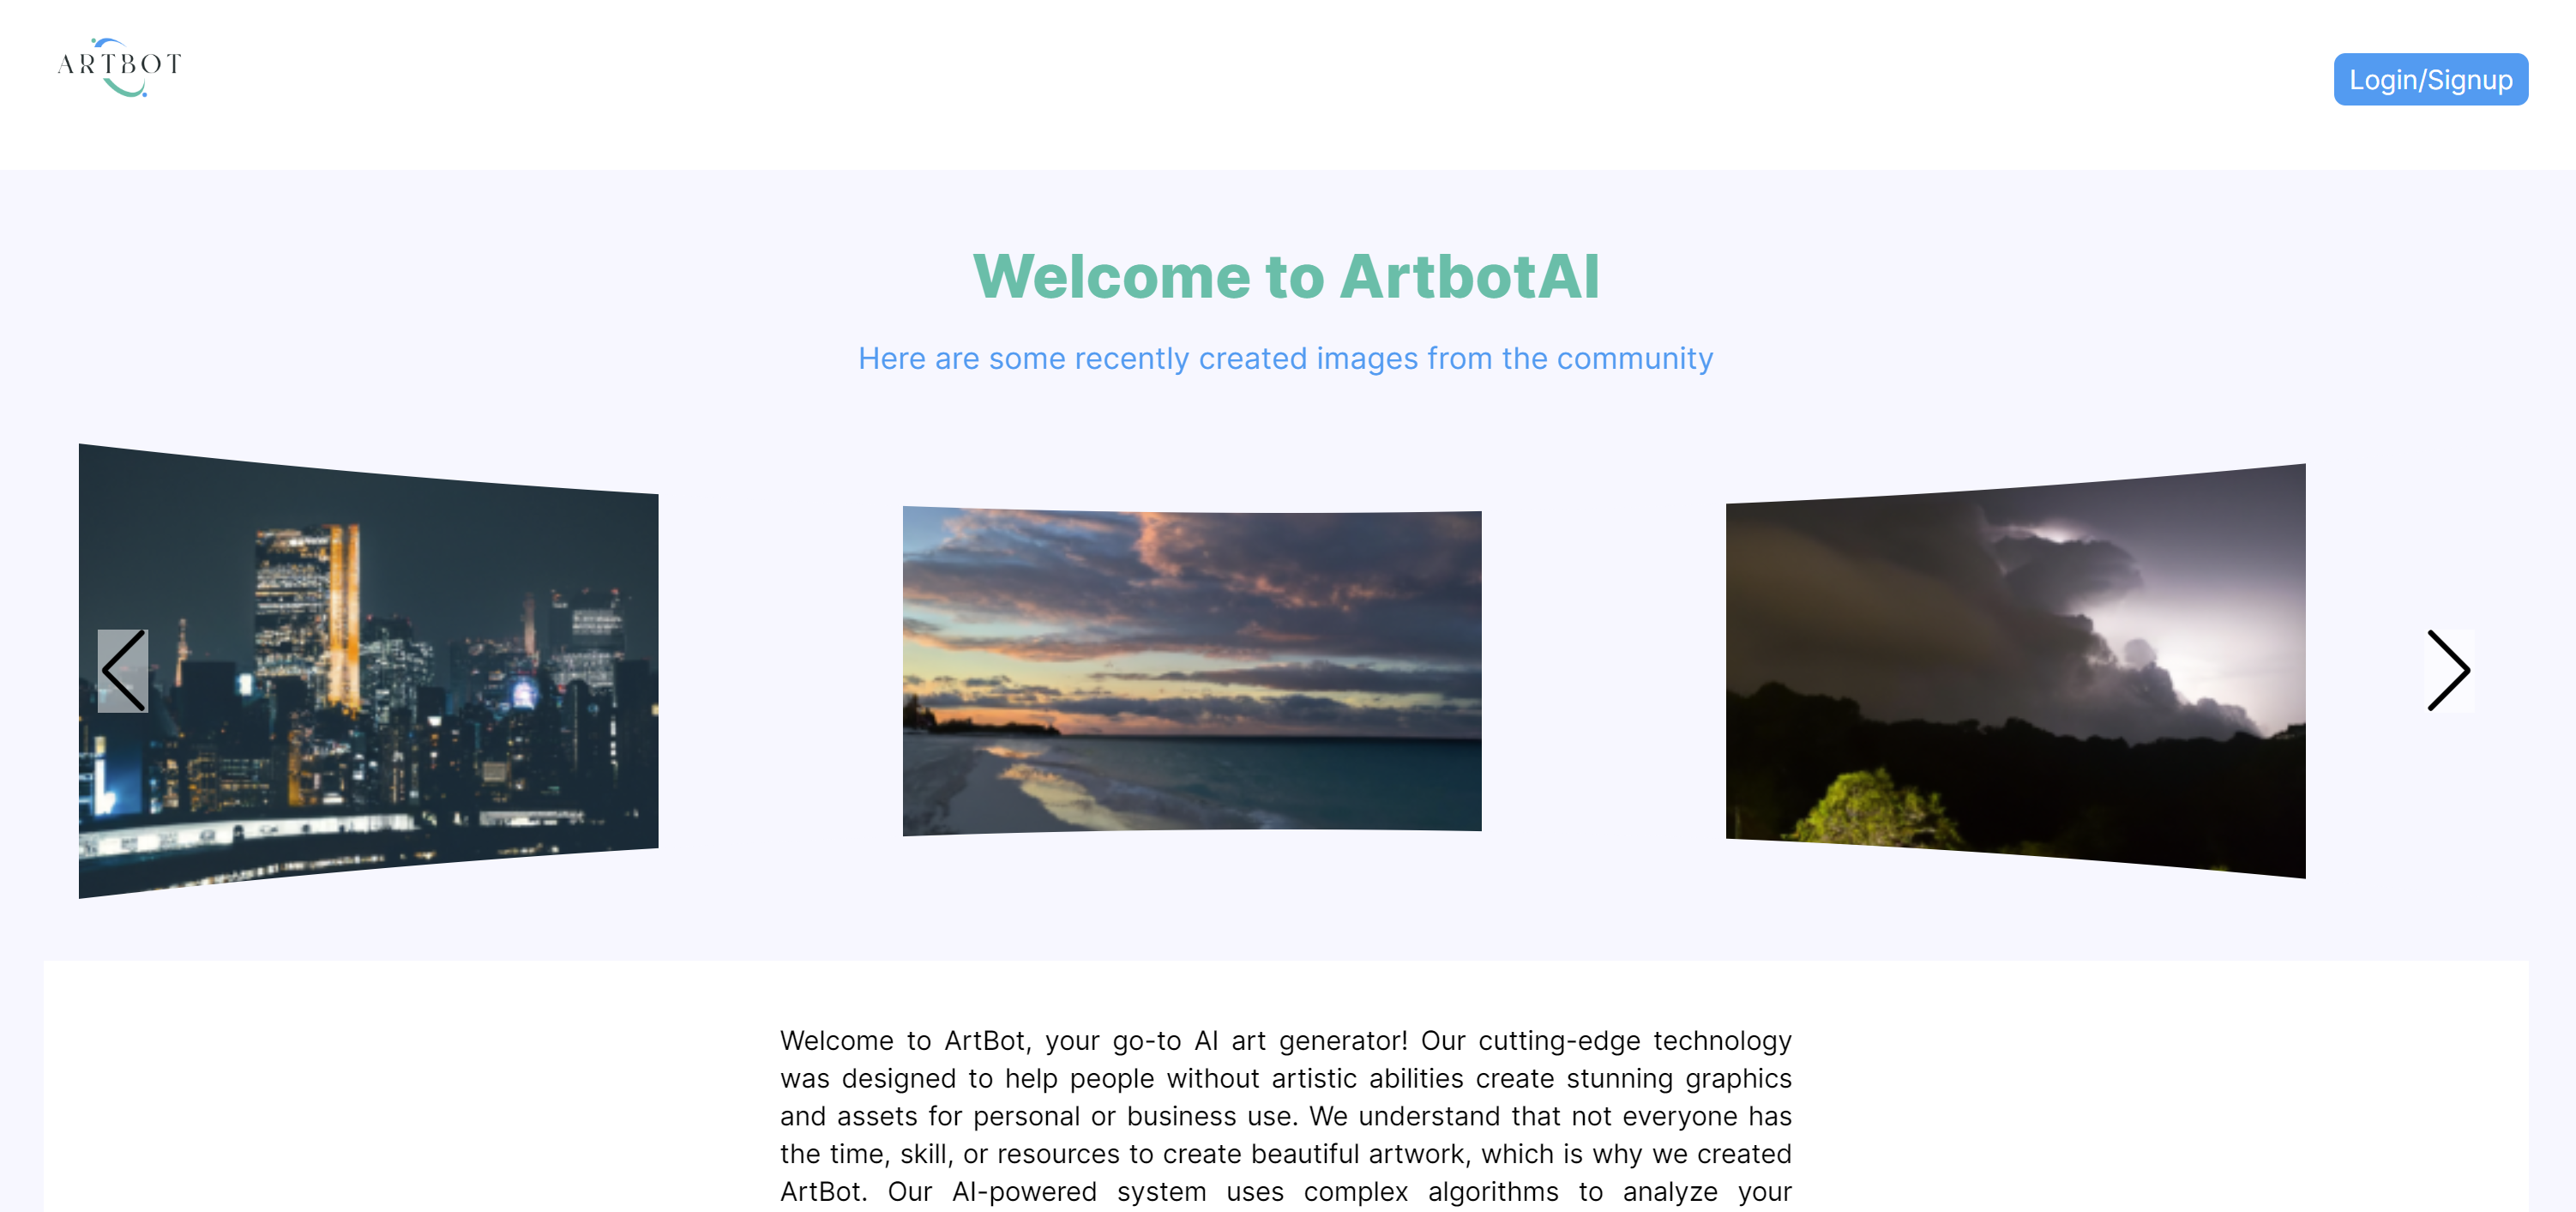 ARTBOT
Login/Signup
Welcome to ArtbotAI
Here are some recently created images from the community
Welcome to ArtBot, your go-to AI art generator! Our cutting-edge technology
was designed to help people without artistic abilities create stunning graphics
and assets for personal or business use. We understand that not everyone has
the time, skill, or resources to create beautiful artwork, which is why we created
ArtBot. Our AI-powered system uses complex algorithms to analyze your